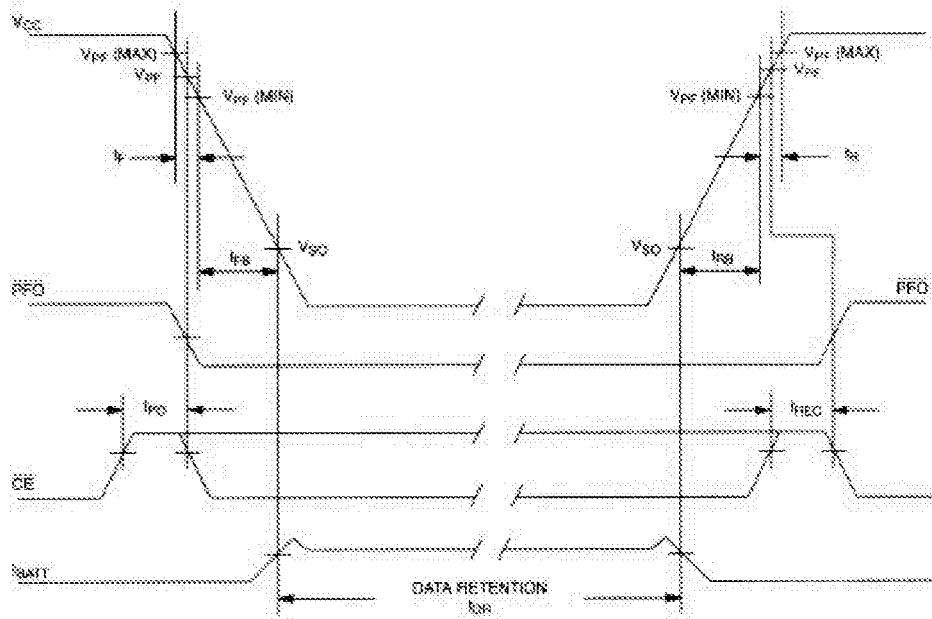 VCC
VPF (MAX)
VPF
VPF (MIN)
tF
VSO
tFB
PFO
tPD
CE
IBATT
VPF (MAX)
VPF
VPF (MIN)
tR
VSO
tRB
PFO
tREC
DATA RETENTION
tDR